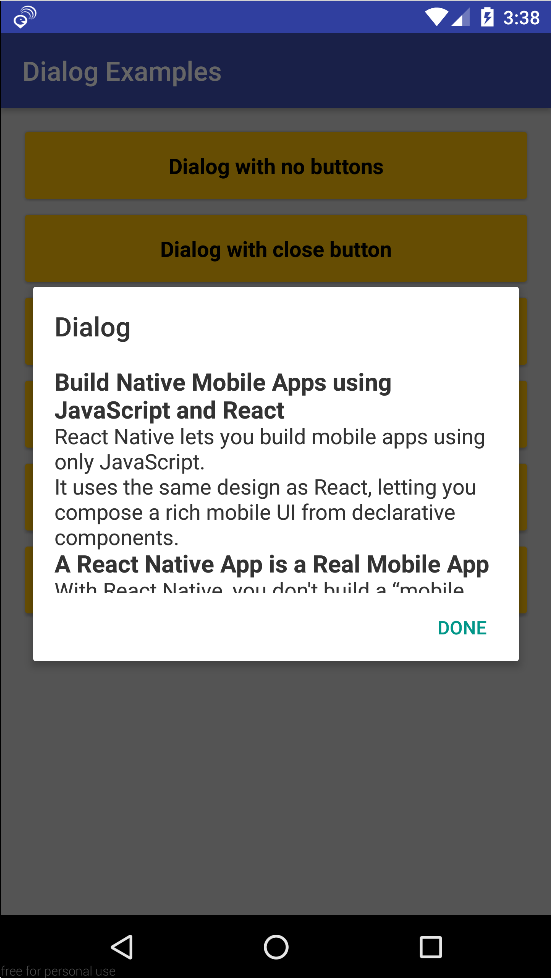 3:38
Dialog Examples
Dialog with no buttons
Dialog with close button
Dialog
Build Native Mobile Apps using
JavaScript and React
React Native lets you build mobile apps using
only JavaScript.
It uses the same design as React, letting you
compose a rich mobile UI from declarative
components.
A React Native App is a Real Mobile App
With React Native, you don't build a “mobile
DONE
free for personal use